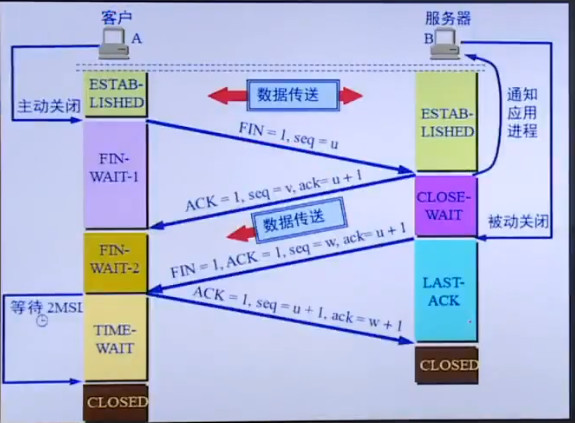 客户
A
服务器
B
ESTAB-
LISHED
数据传送
主动关闭
FIN = 1, seq = u
ESTAB-
LISHED
通知
应用
进程
FIN-
WAIT-1
ACK = 1, seq = v, ack= u + 1
CLOSE-
WAIT
数据传送
被动关闭
FIN-
WAIT-2
FIN = 1, ACK = 1, seq = w, ack= u + 1
LAST-
ACK
ACK = 1, seq = u + 1, ack = w + 1
等待 2MSL
TIME-
WAIT
CLOSED
CLOSED